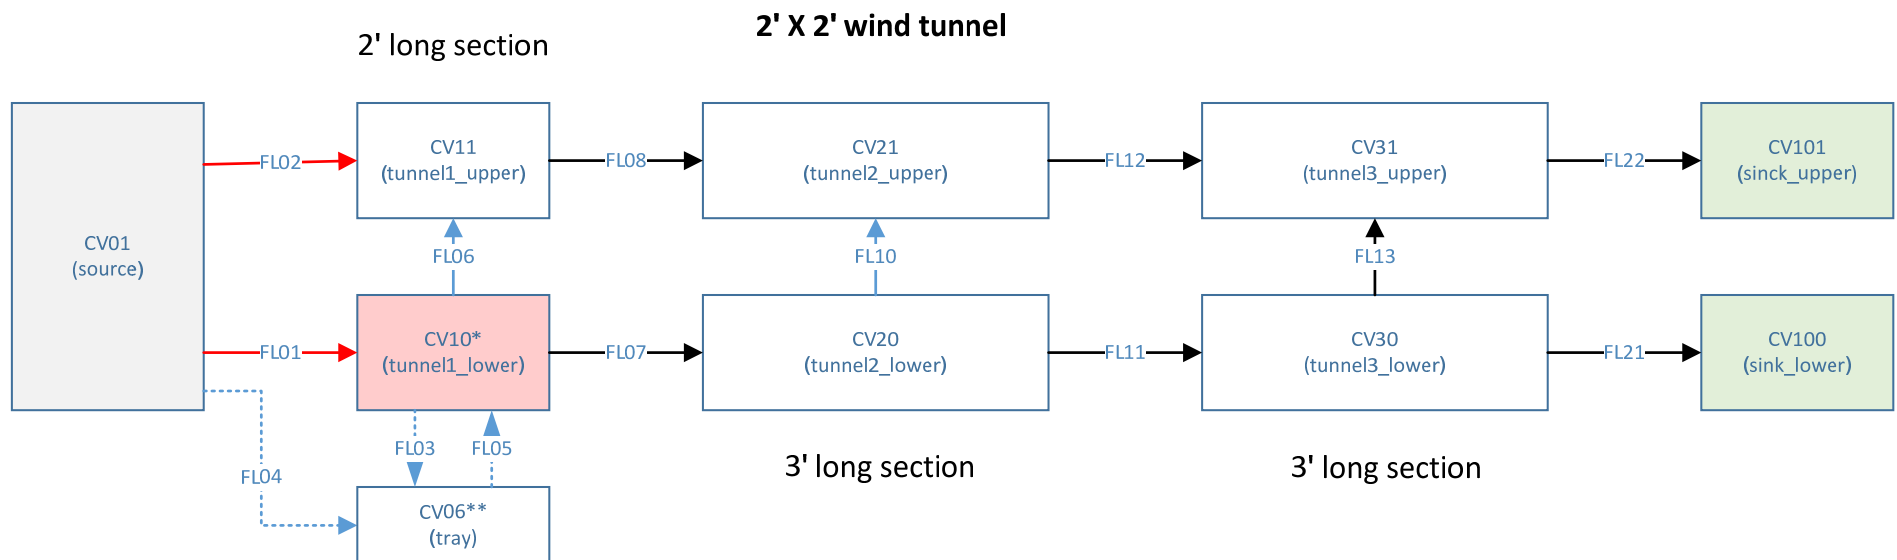 2' X 2' wind tunnel
2' long section
CV01
(source)
FL02
CV11
(tunnel1_upper)
FL08
CV21
(tunnel2_upper)
FL12
CV31
(tunnel3_upper)
FL22
CV101
(sinck_upper)
FL06
FL10
FL13
FL01
CV10*
(tunnel1_lower)
FL07
CV20
(tunnel2_lower)
FL11
CV30
(tunnel3_lower)
FL21
CV100
(sink_lower)
FL03
FL05
FL04
CV06**
(tray)
3' long section
3' long section